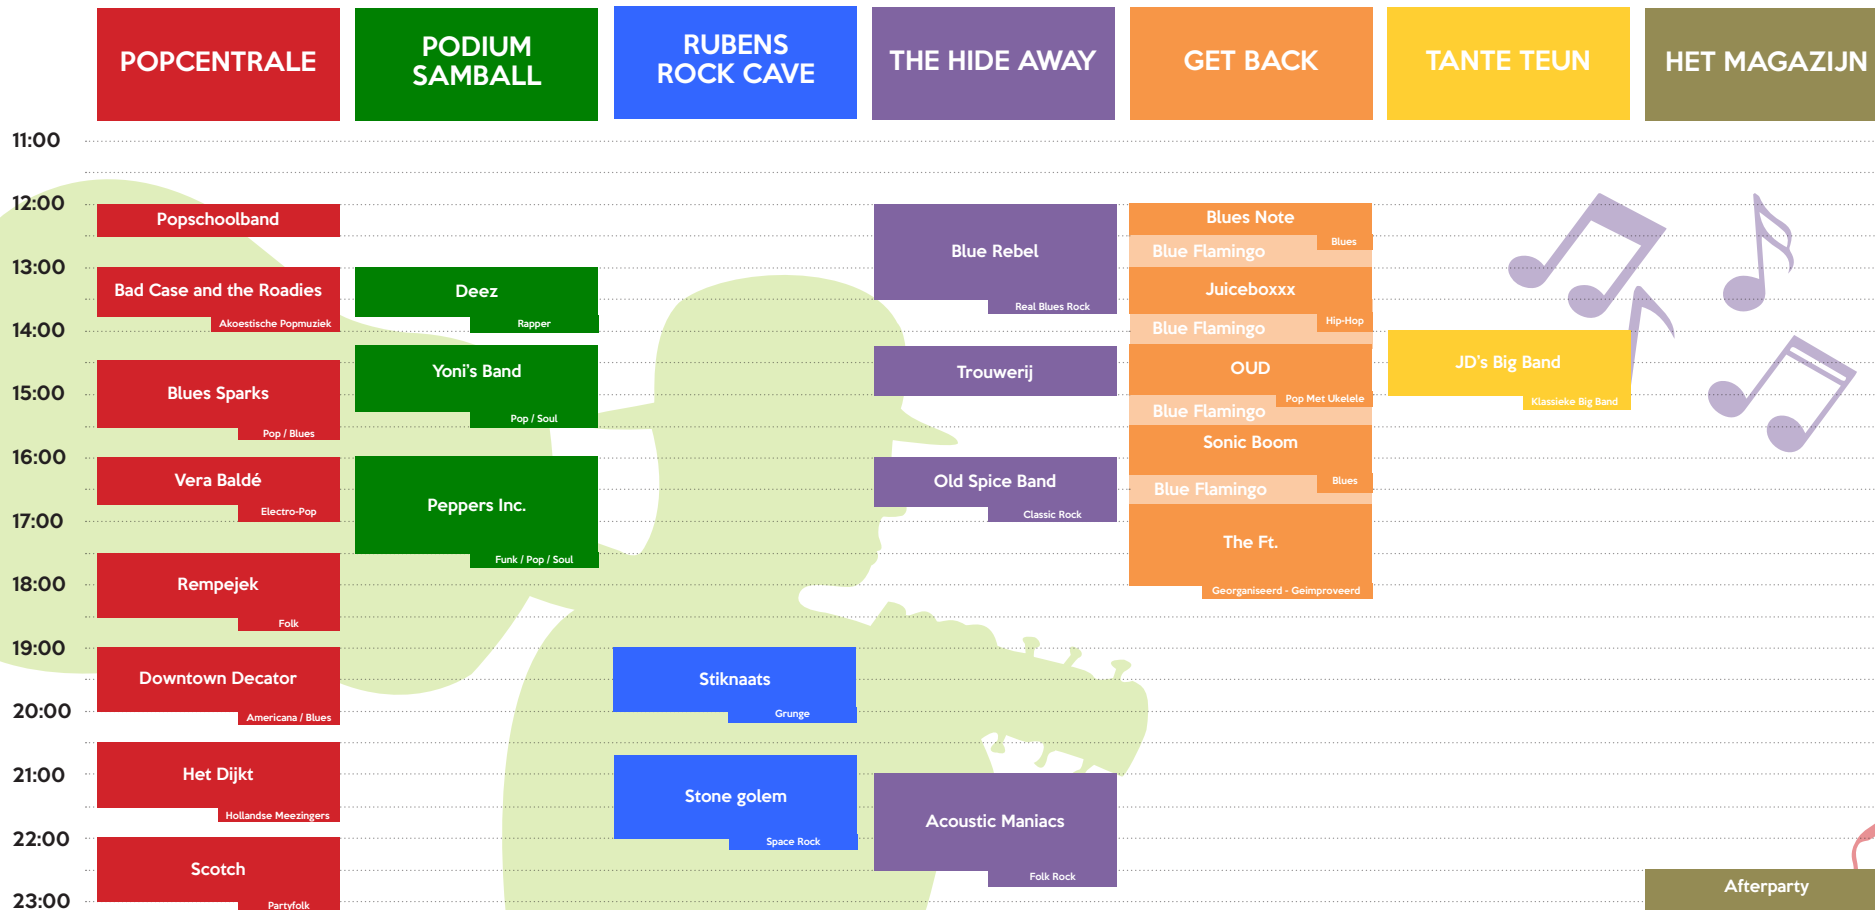 POPCENTRALE
PODIUM
SAMBALL
RUBENS
ROCK CAVE
THE HIDE AWAY
GET BACK
TANTE TEUN
HET MAGAZIJN
11:00
12:00
13:00
14:00
15:00
16:00
17:00
18:00
19:00
20:00
21:00
22:00
23:00
Popschoolband
Bad Case and the Roadies
Akoestische Popmuziek
Blues Sparks
Pop / Blues
Vera Baldé
Electro-Pop
Rempejek
Folk
Downtown Decator
Americana / Blues
Het Dijkt
Hollandse Meezingers
Scotch
Partyfolk
Deez
Rapper
Yoni's Band
Pop / Soul
Peppers Inc.
Funk / Pop / Soul
Stiknaats
Grunge
Stone golem
Space Rock
Blue Rebel
Real Blues Rock
Trouwerij
Old Spice Band
Classic Rock
Acoustic Maniacs
Folk Rock
Blues Note
Blues
Blue Flamingo
Juiceboxxx
Hip-Hop
Blue Flamingo
OUD
Pop Met Ukelele
Blue Flamingo
Sonic Boom
Blues
Blue Flamingo
The Ft.
Georganiseerd - Geimproveerd
JD's Big Band
Klassieke Big Band
Afterparty